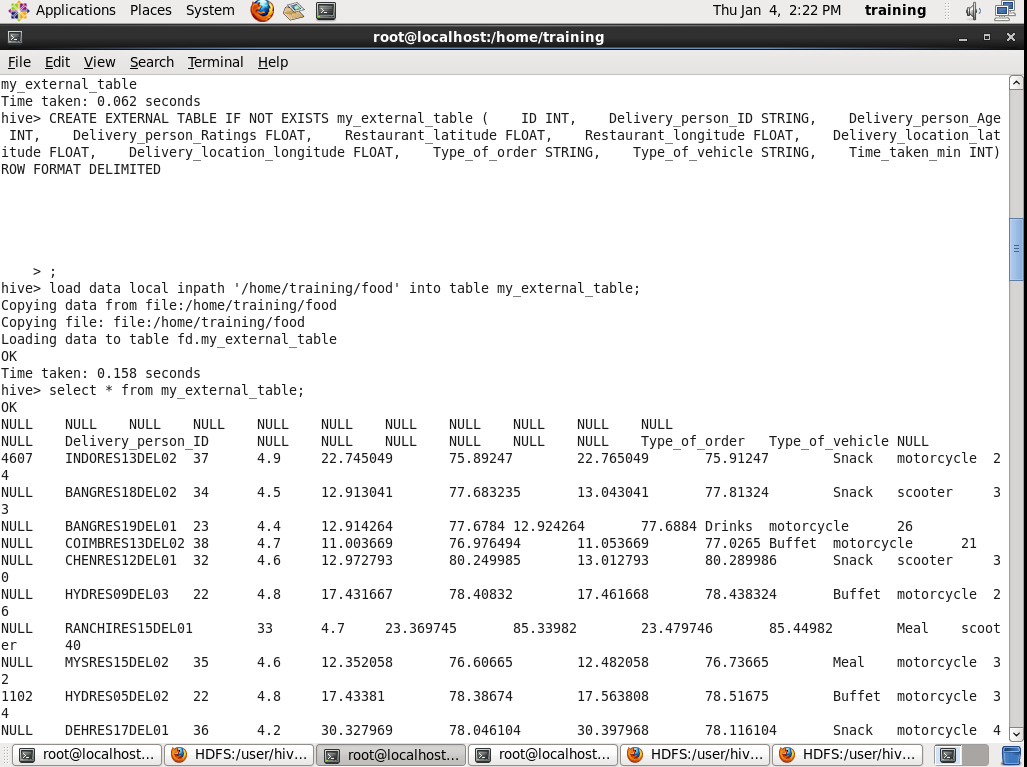 Applications Places System Thu Jan 4, 2:22 PM training
root@localhost:/home/training
File Edit View Search Terminal Help
my_external_table
Time taken: 0.062 seconds
hive> CREATE EXTERNAL TABLE IF NOT EXISTS my_external_table (    ID INT,    Delivery_person_ID STRING,    Delivery_person_Age
 INT,    Delivery_person_Ratings FLOAT,    Restaurant_latitude FLOAT,    Restaurant_longitude FLOAT,    Delivery_location_lat
itude FLOAT,    Delivery_location_longitude FLOAT,    Type_of_order STRING,    Type_of_vehicle STRING,    Time_taken_min INT)
ROW FORMAT DELIMITED
    > ;
hive> load data local inpath '/home/training/food' into table my_external_table;
Copying data from file:/home/training/food
Copying file: file:/home/training/food
Loading data to table fd.my_external_table
OK
Time taken: 0.158 seconds
hive> select * from my_external_table;
OK
NULL    NULL    NULL    NULL    NULL    NULL    NULL    NULL    NULL    NULL    NULL
NULL    Delivery_person_ID      NULL    NULL    NULL    NULL    NULL    NULL    Type_of_order   Type_of_vehicle NULL
4607    INDORES13DEL02  37      4.9     22.745049       75.89247        22.765049       75.91247        Snack   motorcycle  2
4
NULL    BANGRES18DEL02  34      4.5     12.913041       77.683235       13.043041       77.81324        Snack   scooter     3
3
NULL    BANGRES19DEL01  23      4.4     12.914264       77.6784 12.924264       77.6884 Drinks  motorcycle      26
NULL    COIMBRES13DEL02 38      4.7     11.003669       76.976494       11.053669       77.0265 Buffet  motorcycle      21
NULL    CHENRES12DEL01  32      4.6     12.972793       80.249985       13.012793       80.289986       Snack   scooter     3
0
NULL    HYDRES09DEL03   22      4.8     17.431667       78.40832        17.461668       78.438324       Buffet  motorcycle  2
6
NULL    RANCHIRES15DEL01        33      4.7     23.369745       85.33982        23.479746       85.44982        Meal    scoot
er      40
NULL    MYSRES15DEL02   35      4.6     12.352058       76.60665        12.482058       76.73665        Meal    motorcycle  3
2
1102    HYDRES05DEL02   22      4.8     17.43381        78.38674        17.563808       78.51675        Buffet  motorcycle  3
4
NULL    DEHRES17DEL01   36      4.2     30.327969       78.046104       30.397968       78.116104       Snack   motorcycle  4
root@localhost... HDFS:/user/hiv... root@localhost... root@localhost... HDFS:/user/hiv... HDFS:/user/hiv...